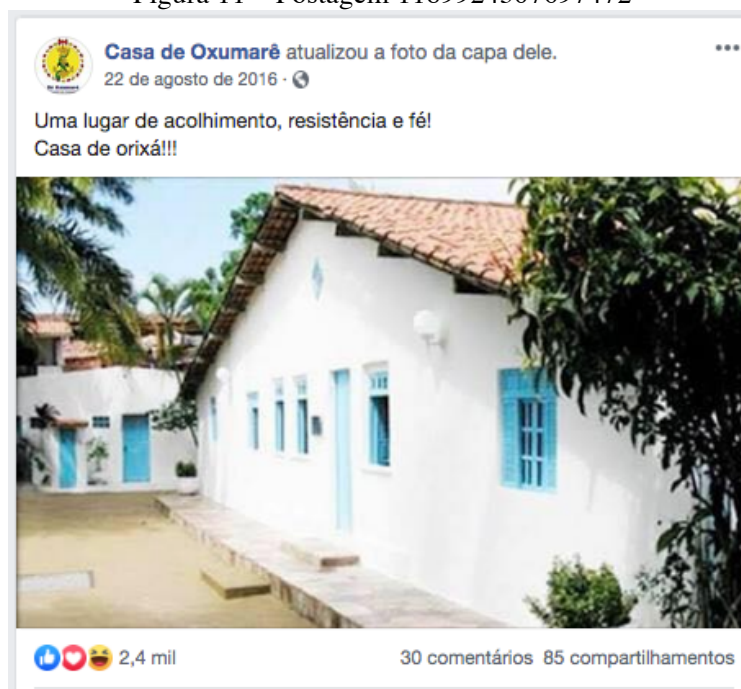 Casa de Oxumarê atualizou a foto da capa dele.
22 de agosto de 2016 ·
Uma lugar de acolhimento, resistência e fé!
Casa de orixá!!!
2,4 mil
30 comentários 85 compartilhamentos